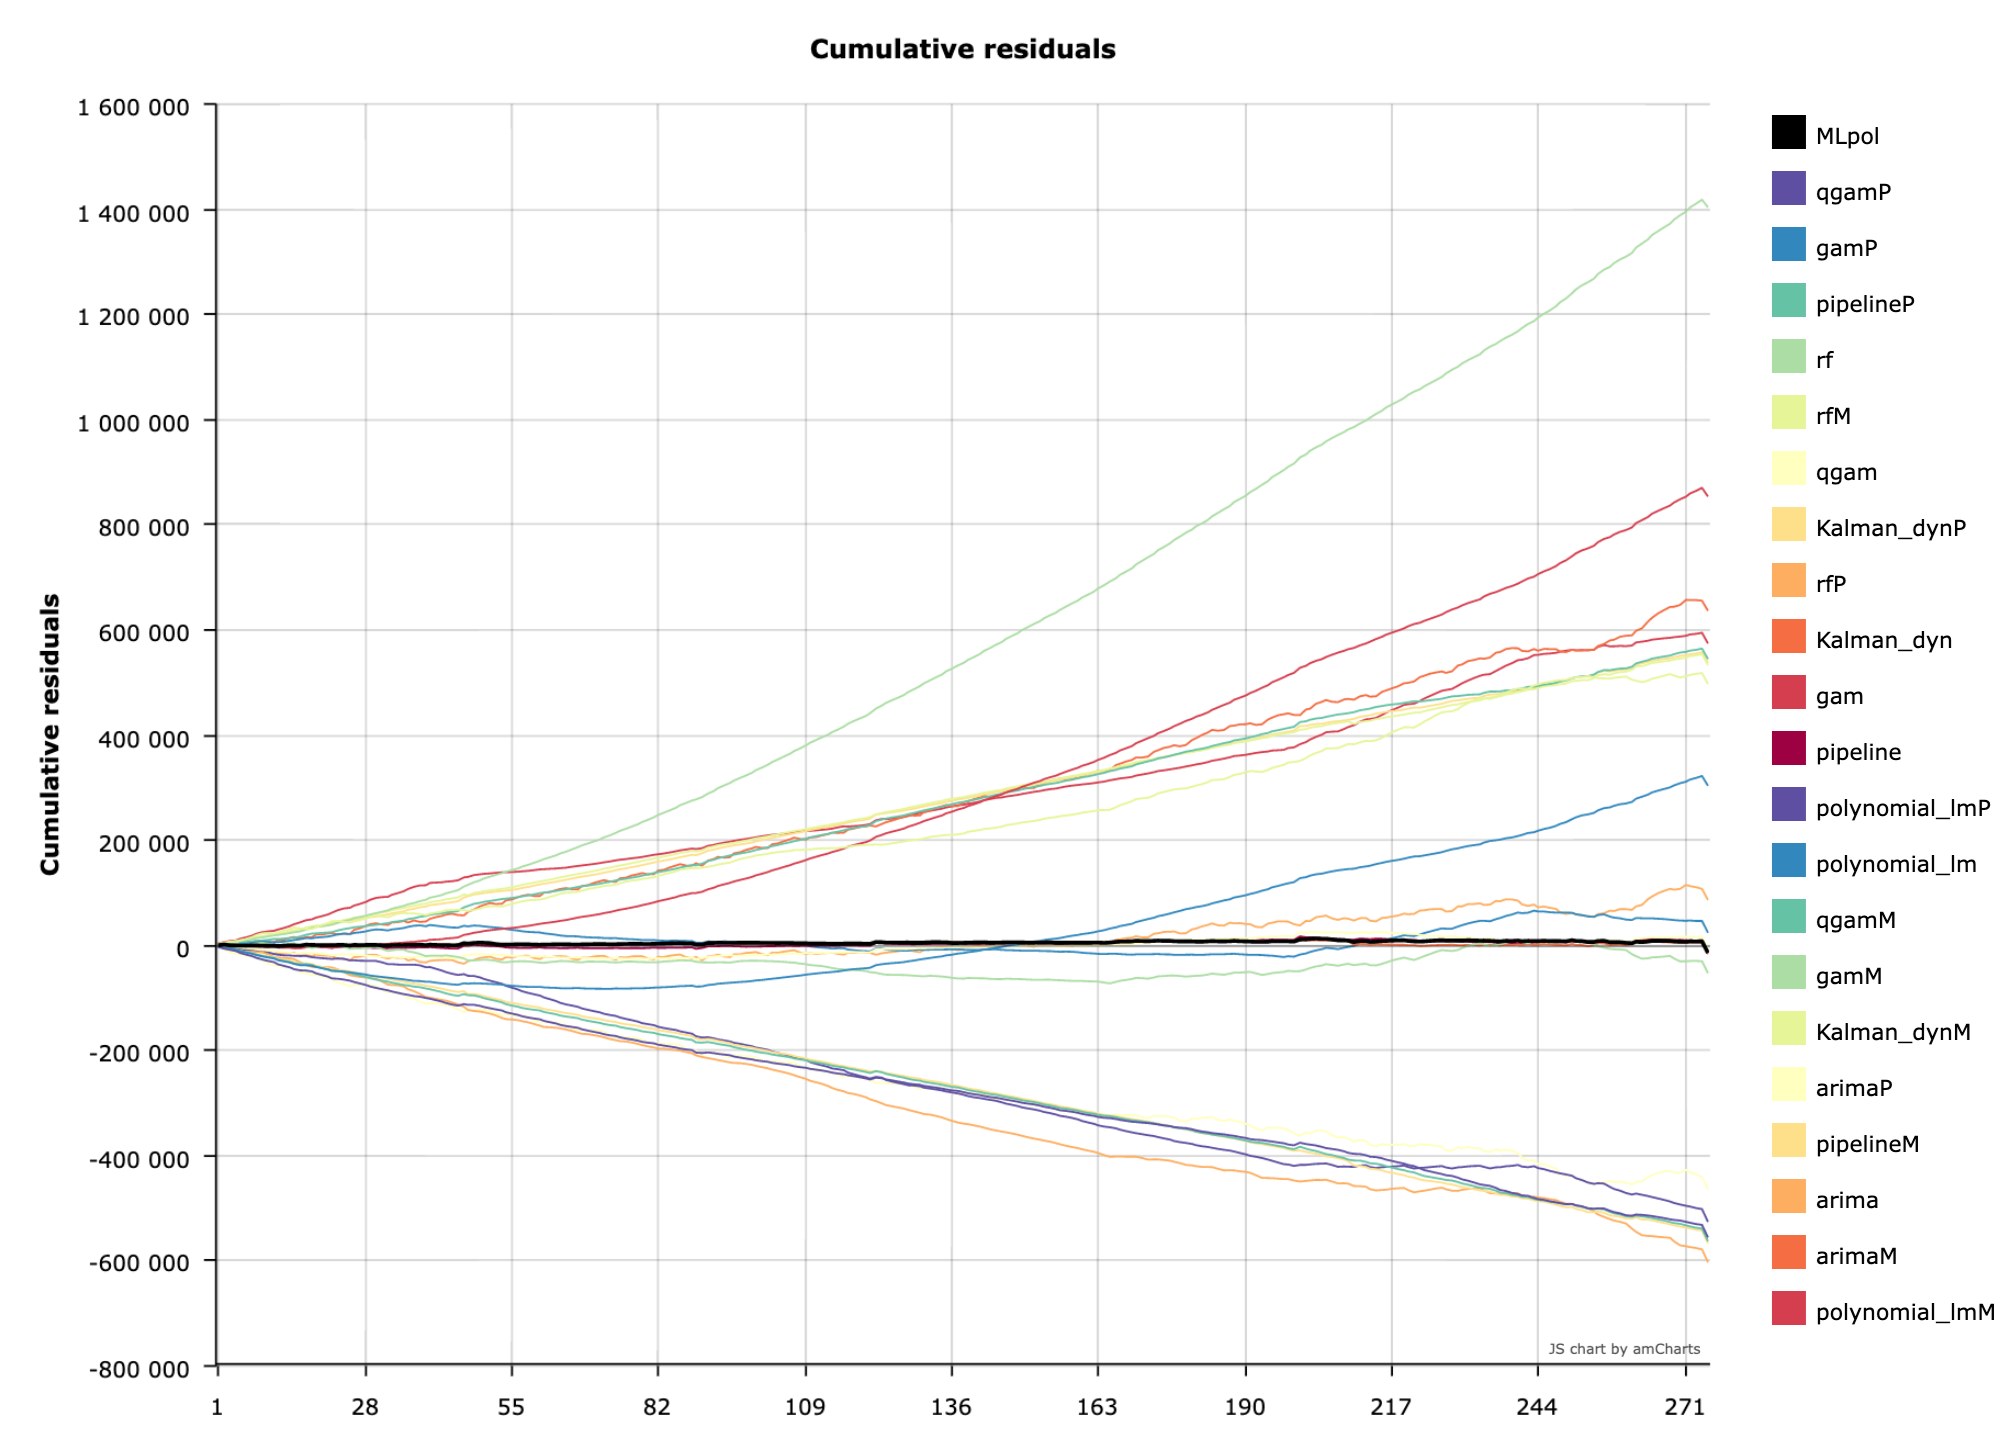 Cumulative residuals
1 600 000
1 400 000
1 200 000
1 000 000
800 000
600 000
400 000
200 000
0
-200 000
-400 000
-600 000
-800 000
Cumulative residuals
1 28 55 82 109 136 163 190 217 244 271
JS chart by amCharts
MLpol
qgamP
gamP
pipelineP
rf
rfM
qgam
Kalman_dynP
rfP
Kalman_dyn
gam
pipeline
polynomial_lmP
polynomial_lm
qgamM
gamM
Kalman_dynM
arimaP
pipelineM
arima
arimaM
polynomial_lmM